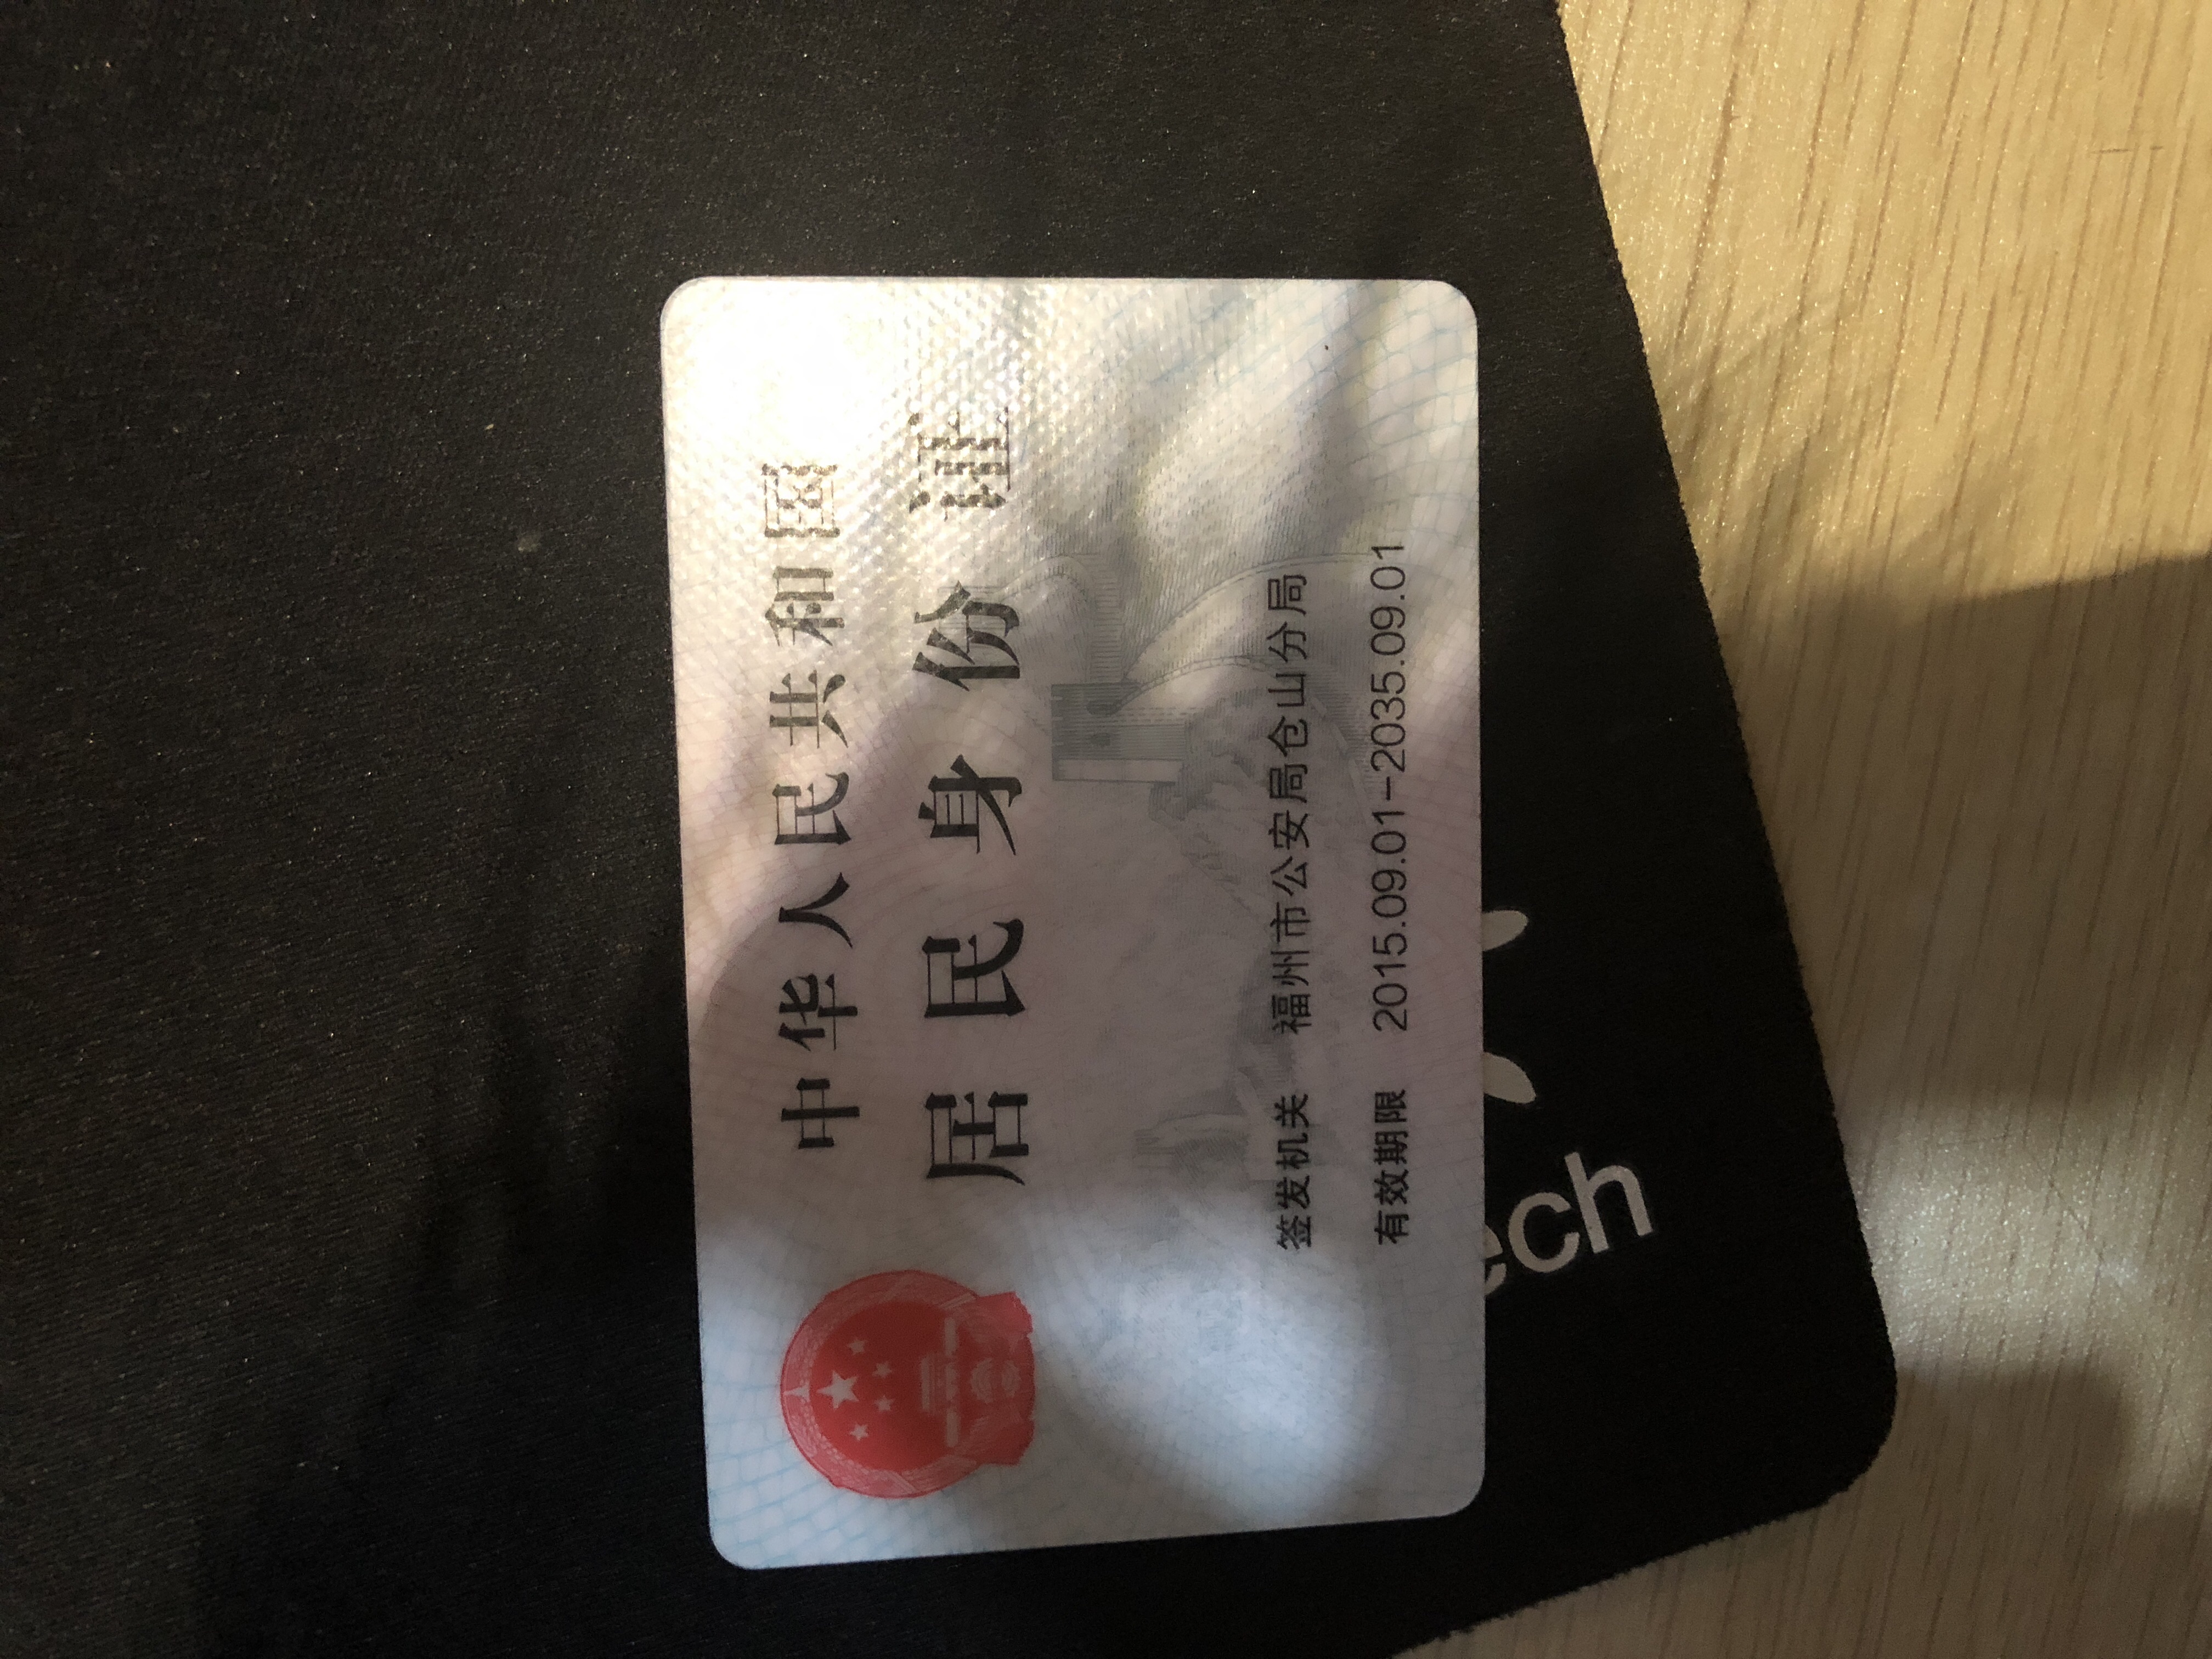 中华人民共和国
居民身份证
签发机关 福州市公安局仓山分局
有效期限 2015.09.01-2035.09.01
ech